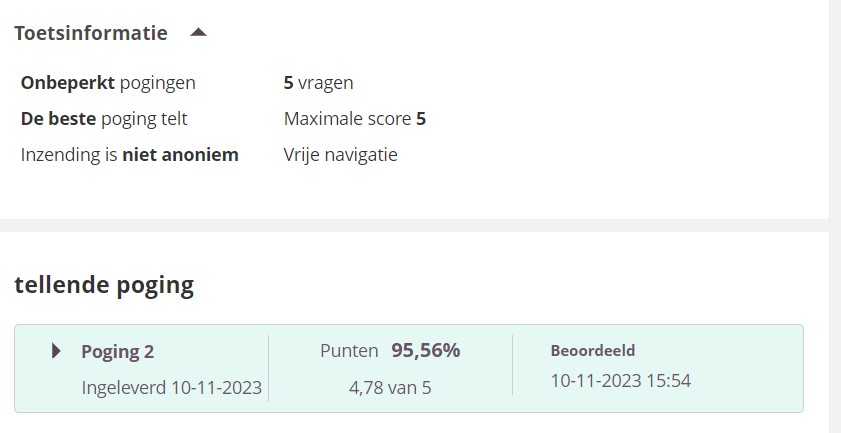 Toetsinformatie
Onbeperkt pogingen
5 vragen
De beste poging telt
Maximale score 5
Inzending is niet anoniem
Vrije navigatie
tellende poging
Poging 2
Ingeleverd 10-11-2023
Punten 95,56%
4,78 van 5
Beoordeeld
10-11-2023 15:54